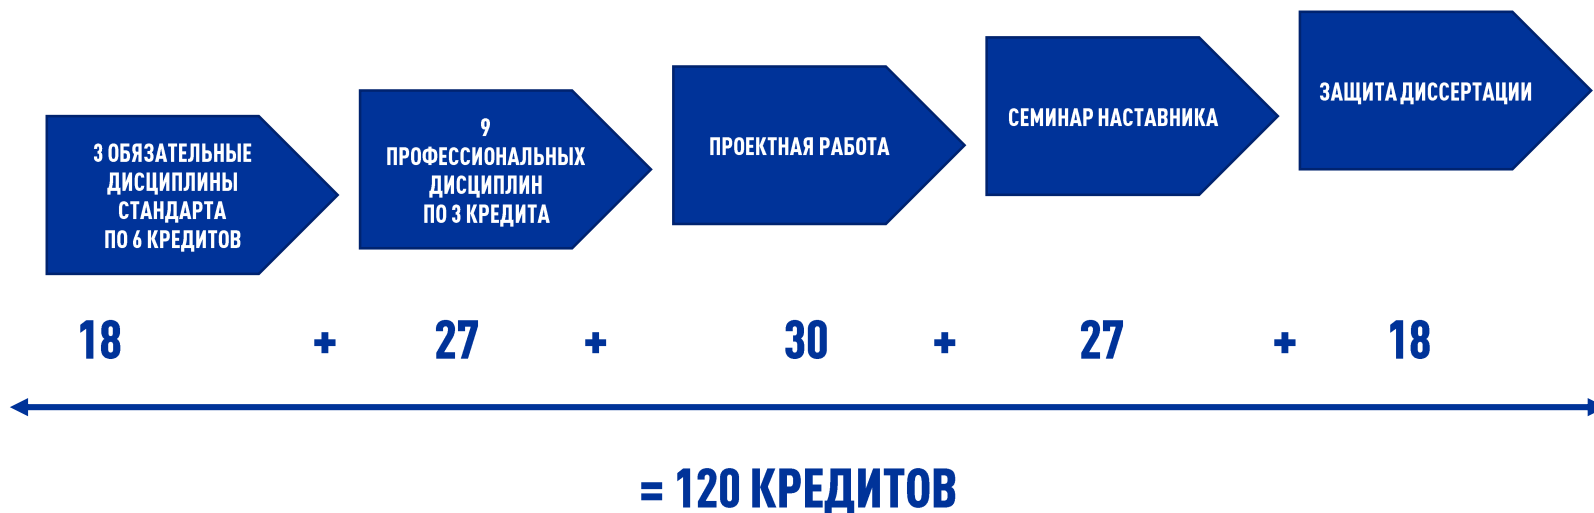 3 ОБЯЗАТЕЛЬНЫЕ
ДИСЦИПЛИНЫ
СТАНДАРТА
ПО 6 КРЕДИТОВ
9
ПРОФЕССИОНАЛЬНЫХ
ДИСЦИПЛИН
ПО 3 КРЕДИТА
ПРОЕКТНАЯ РАБОТА
СЕМИНАР НАСТАВНИКА
ЗАЩИТА ДИССЕРТАЦИИ
18 + 27 + 30 + 27 + 18
= 120 КРЕДИТОВ